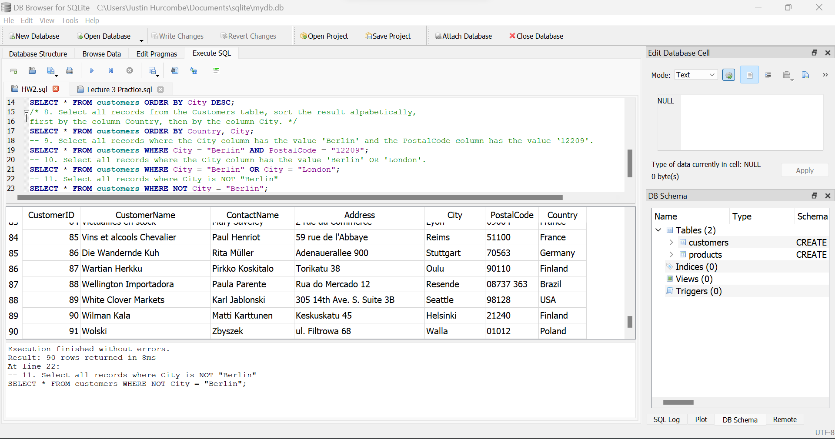 DB Browser for SQLite - C:\Users\Justin Hurcombe\Documents\sqlite\mydb.db
File Edit View Tools Help
New Database Open Database Write Changes Revert Changes Open Project Save Project Attach Database Close Database
Database Structure Browse Data Edit Pragmas Execute SQL
HW2.sql Lecture 3 Practice.sql
14 SELECT * FROM customers ORDER BY City DESC;
15 /* 8. Select all records from the Customers table, sort the result alpabetically,
16 first by the column Country, then by the column City. */
17 SELECT * FROM customers ORDER BY Country, City;
18 -- 9. Select all records where the City column has the value 'Berlin' and the PostalCode column has the value '12209'.
19 SELECT * FROM customers WHERE City = "Berlin" AND PostalCode = "12209";
20 -- 10. Select all records where the City column has the value 'Berlin' OR 'London'.
21 SELECT * FROM customers WHERE City = "Berlin" OR City = "London";
22 -- 11. Select all records where City is NOT "Berlin"
23 SELECT * FROM customers WHERE NOT City = "Berlin";
CustomerID CustomerName ContactName Address City PostalCode Country
84 85 Vins et alcools Chevalier Paul Henriot 59 rue de l'Abbaye Reims 51100 France
85 86 Die Wandernde Kuh Rita Müller Adenauerallee 900 Stuttgart 70563 Germany
86 87 Wartian Herkku Pirkko Koskitalo Torikatu 38 Oulu 90110 Finland
87 88 Wellington Importadora Paula Parente Rua do Mercado 12 Resende 08737 363 Brazil
88 89 White Clover Markets Karl Jablonski 305 14th Ave. S. Suite 3B Seattle 98128 USA
89 90 Wilman Kala Matti Karttunen Keskuskatu 45 Helsinki 21240 Finland
90 91 Wolski Zbyszek ul. Filtrowa 68 Walla 01012 Poland
Execution finished without errors.
Result: 90 rows returned in 8ms
At line 22:
-- 11. Select all records where City is NOT "Berlin"
SELECT * FROM customers WHERE NOT City = "Berlin";
Edit Database Cell
Mode: Text
NULL
Type of data currently in cell: NULL
0 byte(s)
Apply
DB Schema
Name Type Schema
Tables (2)
customers CREATE
products CREATE
Indices (0)
Views (0)
Triggers (0)
SQL Log Plot DB Schema Remote
UTF-8